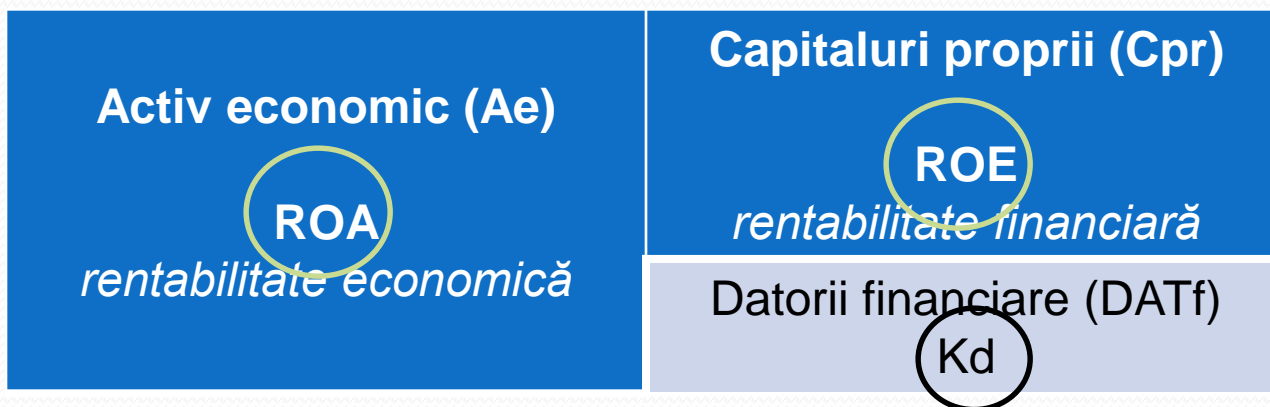 Activ economic (Ae)
ROA
rentabilitate economică
Capitaluri proprii (Cpr)
ROE
rentabilitate financiară
Datorii financiare (DATf)
Kd